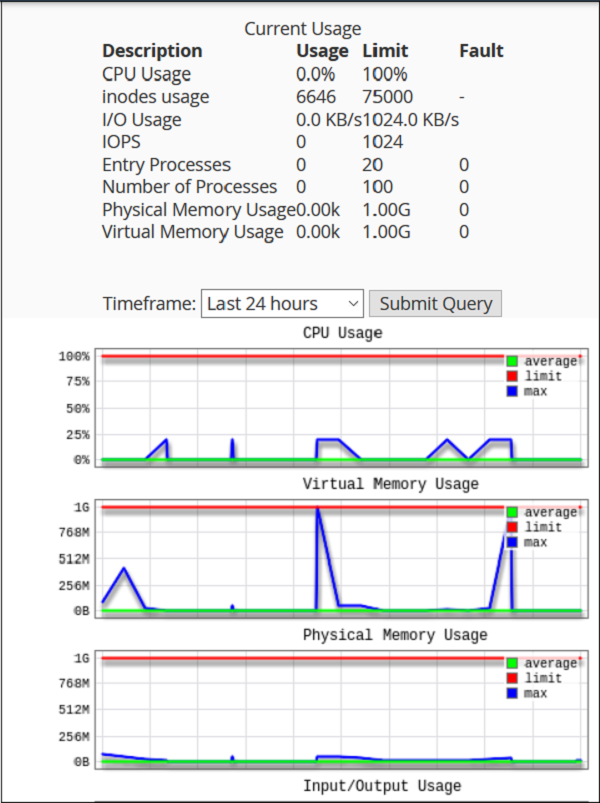 Current Usage
Description Usage Limit Fault
CPU Usage 0.0% 100%
inodes usage 6646 75000 -
I/O Usage 0.0 KB/s1024.0 KB/s
IOPS 0 1024
Entry Processes 0 20 0
Number of Processes 0 100 0
Physical Memory Usage0.00k 1.00G 0
Virtual Memory Usage 0.00k 1.00G 0
Timeframe: Last 24 hours Submit Query
CPU Usage
100% average
limit
75%
max
50%
25%
0%
Virtual Memory Usage
1G average
limit
768M max
512M
256M
0B
Physical Memory Usage
1G average
limit
768M max
512M
256M
0B
Input/Output Usage